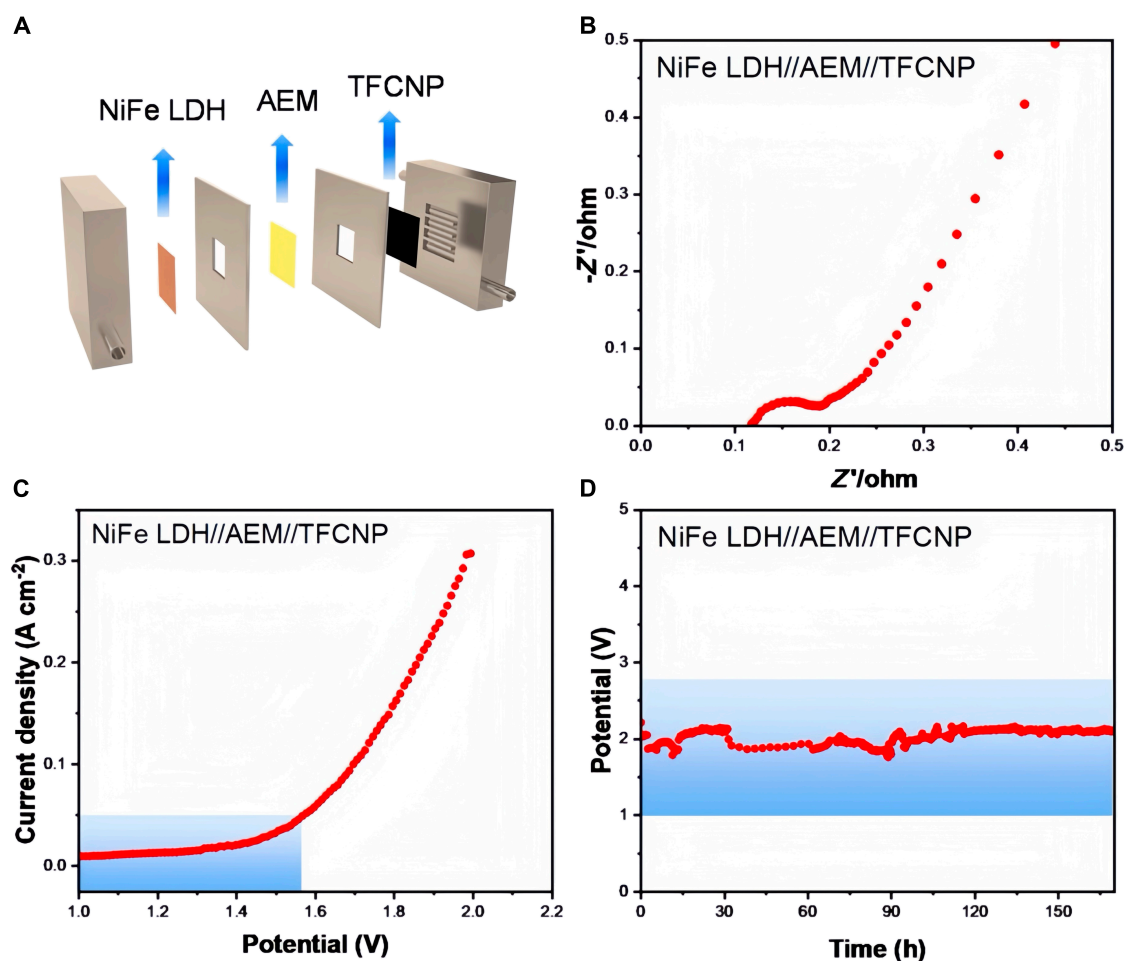 A
NiFe LDH
AEM
TFCNP
B
NiFe LDH//AEM//TFCNP
-Z'/ohm
0.5
0.4
0.3
0.2
0.1
0.0
0.0 0.1 0.2 0.3 0.4 0.5
Z'/ohm
C
NiFe LDH//AEM//TFCNP
Current density (A cm-2)
0.3
0.2
0.1
0.0
1.0 1.2 1.4 1.6 1.8 2.0 2.2
Potential (V)
D
NiFe LDH//AEM//TFCNP
Potential (V)
5
4
3
2
1
0
0 30 60 90 120 150
Time (h)